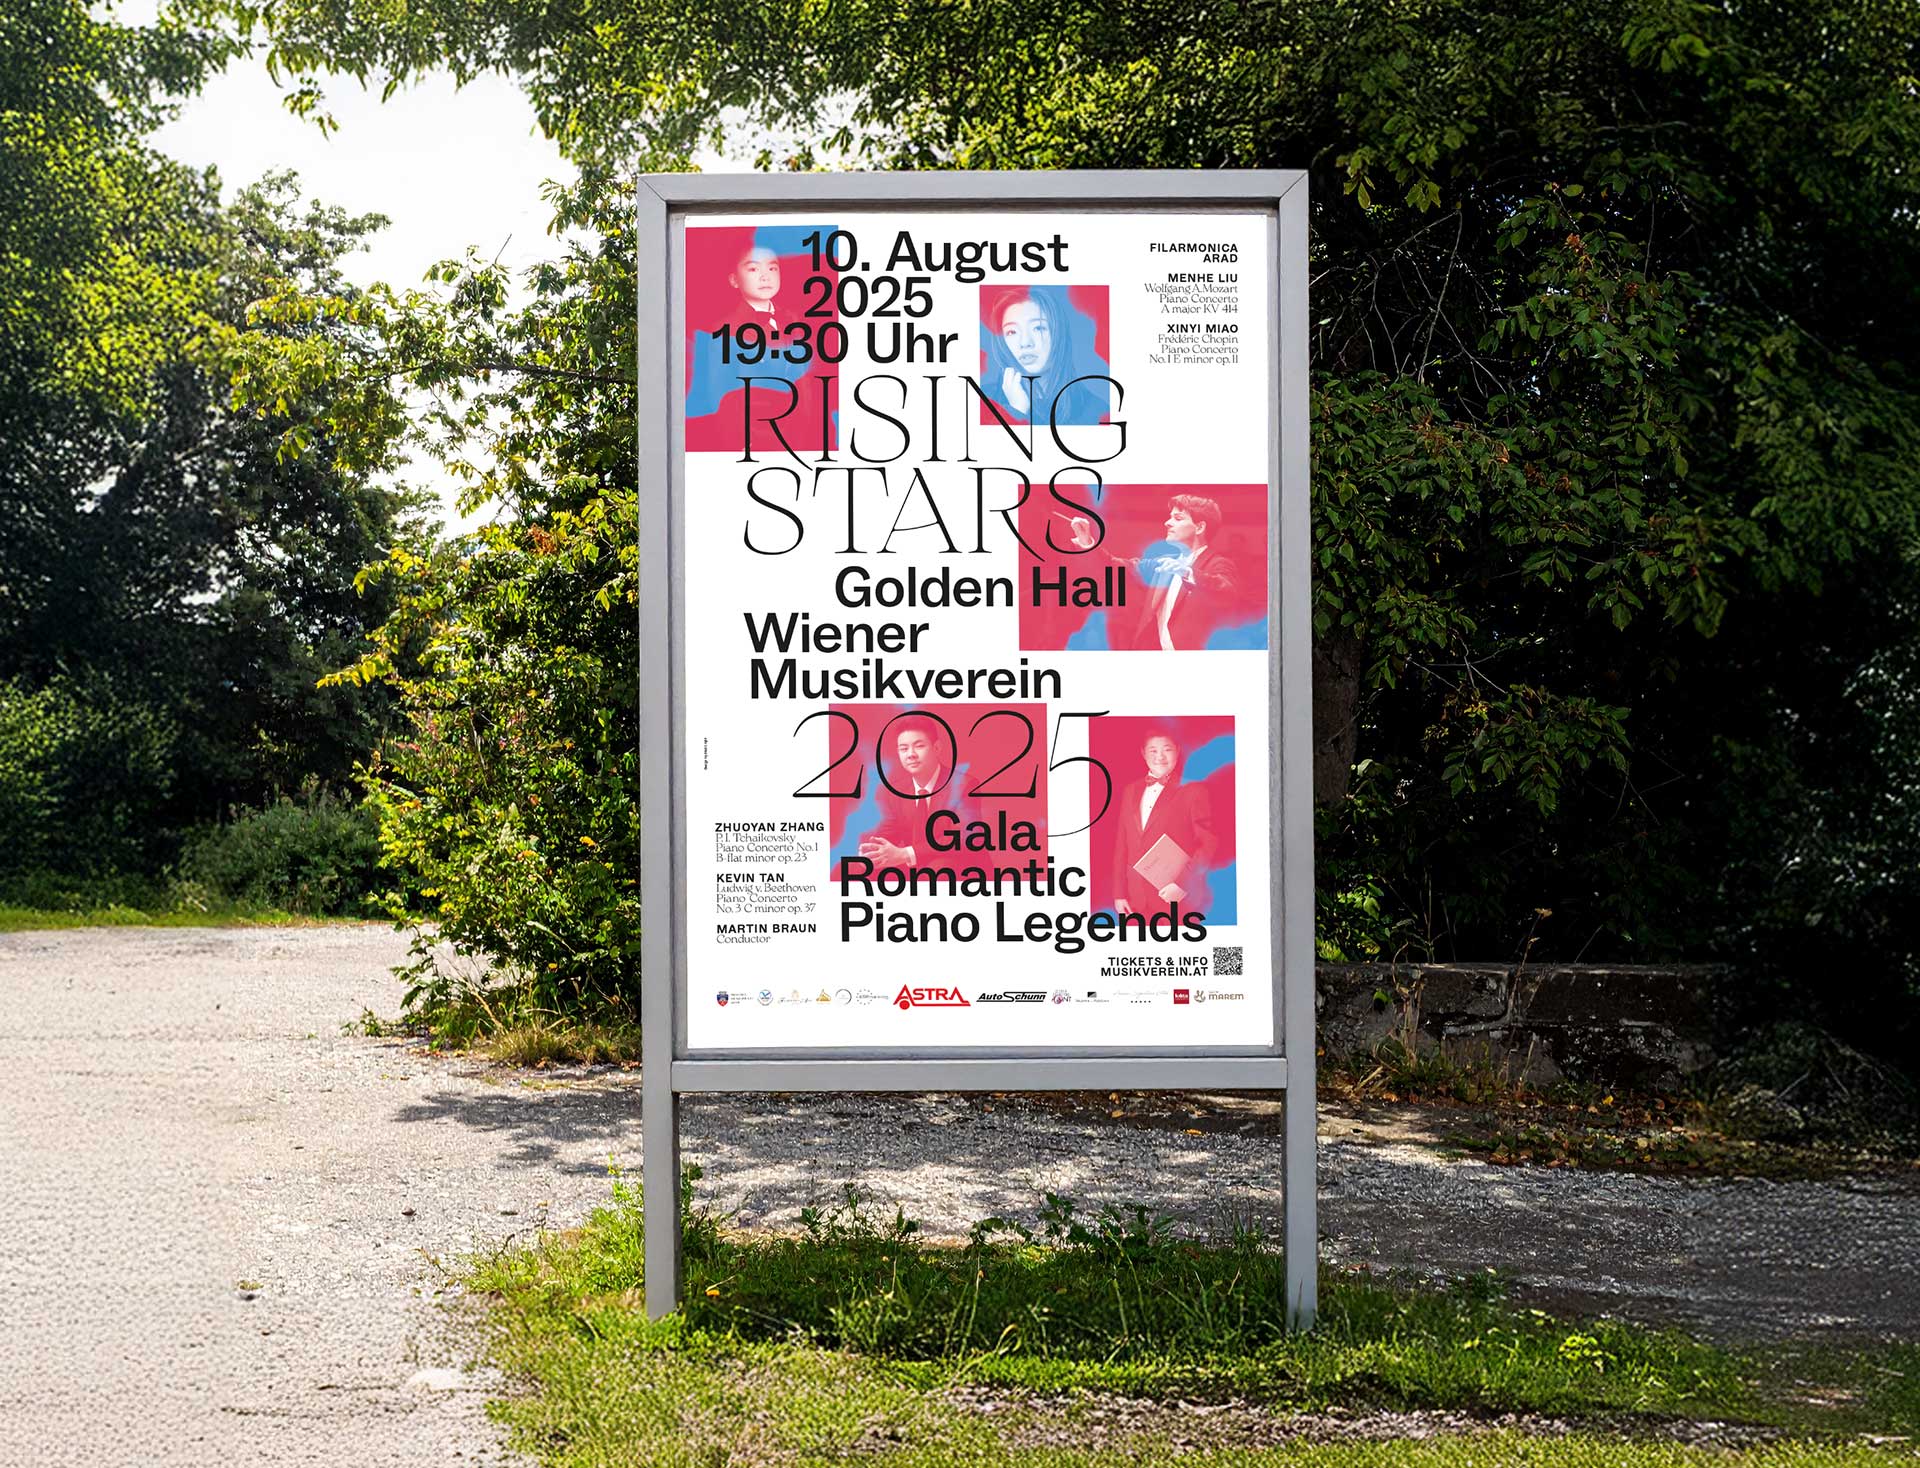 10. August
2025
19:30 Uhr
RISING
STARS
Golden Hall
Wiener
Musikverein
2025
Gala
Romantic
Piano Legends
FILARMONICA
ARAD
MENHE LIU
Wolfgang A.Mozart
Piano Concerto
A major KV 414
XINYI MIAO
Frédéric Chopin
Piano Concerto
No.1 E minor op.11
ZHUOYAN ZHANG
P.I. Tchaikovsky
Piano Concerto No.1
B-flat minor op.23
KEVIN TAN
Ludwig v. Beethoven
Piano Concerto
No.3 C minor op.37
MARTIN BRAUN
Conductor
TICKETS & INFO
MUSIKVEREIN.AT
ASTRA
AutoSchunn
MAREM